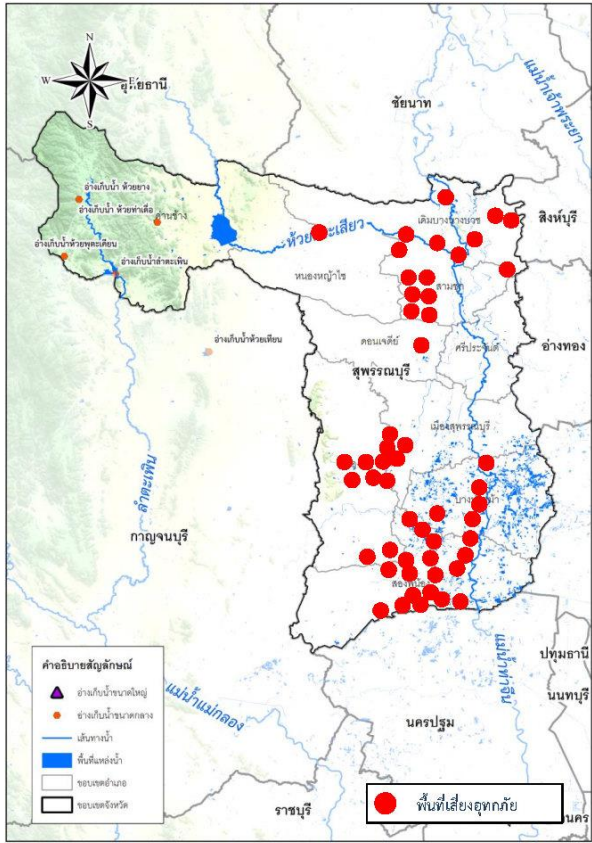 N
W
E
S
อุทัยธานี
ชัยนาท
แม่น้ำเจ้าพระยา
อ่างเก็บน้ำ ห้วยยาง
อ่างเก็บน้ำ ห้วยท่าเดื่อ
ด่านช้าง
เดิมบางนางบวช
สิงห์บุรี
ห้วยกระเสียว
อ่างเก็บน้ำห้วยพุตะเคียน
อ่างเก็บน้ำลำตะเพิน
หนองหญ้าไซ
สามชุก
อ่างเก็บน้ำห้วยเทียน
ดอนเจดีย์
ศรีประจันต์
อ่างทอง
สุพรรณบุรี
เมืองสุพรรณบุรี
ลำตะเพิน
กาญจนบุรี
สองพี่น้อง
คำอธิบายสัญลักษณ์
อ่างเก็บน้ำขนาดใหญ่
อ่างเก็บน้ำขนาดกลาง
เส้นทางน้ำ
พื้นที่แหล่งน้ำ
ขอบเขตอำเภอ
ขอบเขตจังหวัด
แม่น้ำแม่กลอง
แม่น้ำท่าจีน
ปทุมธานี
นนทบุรี
นครปฐม
ราชบุรี
พื้นที่เสี่ยงอุทกภัย
นคร